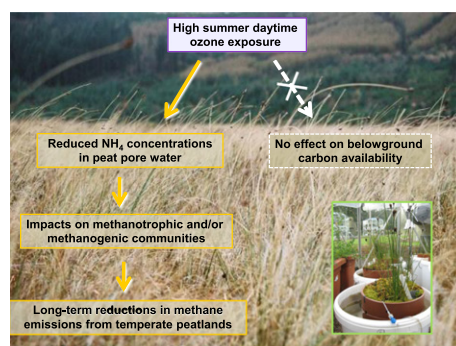 High summer daytime
ozone exposure
Reduced NH₄ concentrations
in peat pore water
No effect on belowground
carbon availability
Impacts on methanotrophic and/or
methanogenic communities
Long-term reductions in methane
emissions from temperate peatlands